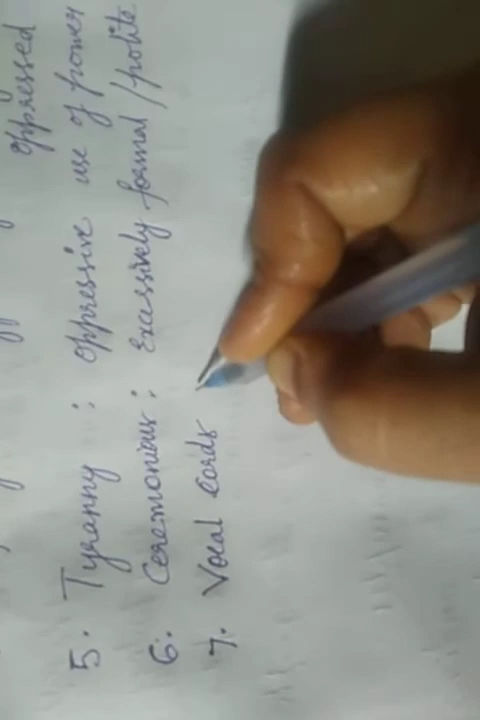 oppressed
5. Tyranny : oppressive use of power
6. Ceremonious : excessively formal / polite
7. Vocal Cords